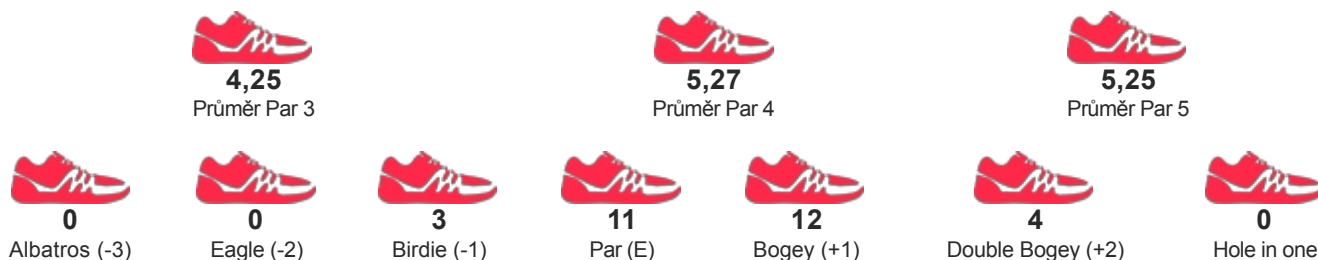 4,25
Průměr Par 3
5,27
Průměr Par 4
5,25
Průměr Par 5
0
Albatros (-3)
0
Eagle (-2)
3
Birdie (-1)
11
Par (E)
12
Bogey (+1)
4
Double Bogey (+2)
0
Hole in one